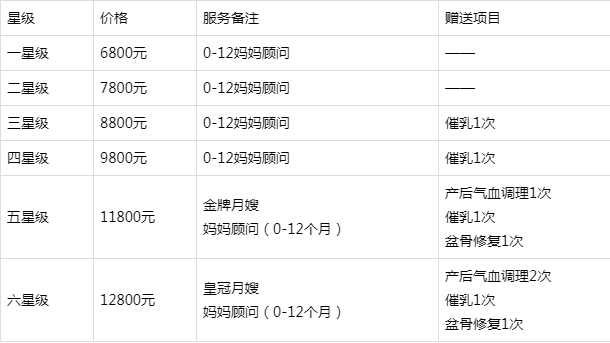 星级 价格 服务备注 赠送项目
一星级 6800元 0-12妈妈顾问 ——
二星级 7800元 0-12妈妈顾问 ——
三星级 8800元 0-12妈妈顾问 催乳1次
四星级 9800元 0-12妈妈顾问 催乳1次
五星级 11800元 金牌月嫂
妈妈顾问（0-12个月）
产后气血调理1次
催乳1次
盆骨修复1次
六星级 12800元 皇冠月嫂
妈妈顾问（0-12个月）
产后气血调理2次
催乳1次
盆骨修复1次